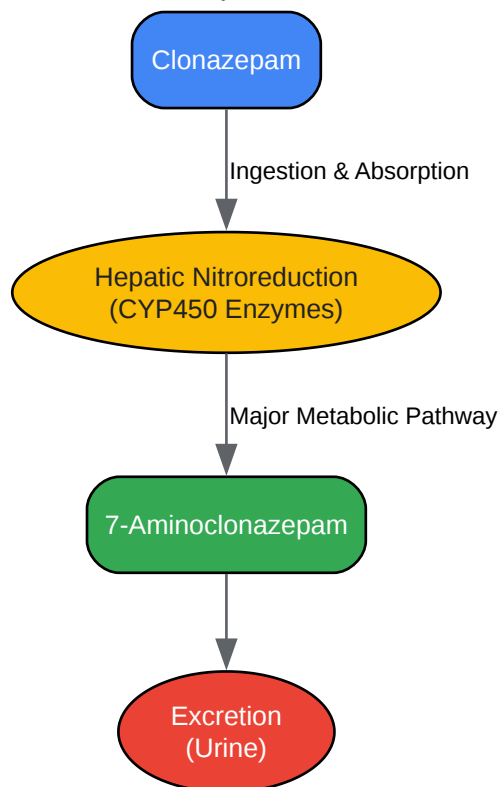 Clonazepam
Ingestion & Absorption
Hepatic Nitroreduction
(CYP450 Enzymes)
Major Metabolic Pathway
7-Aminoclonazepam
Excretion
(Urine)